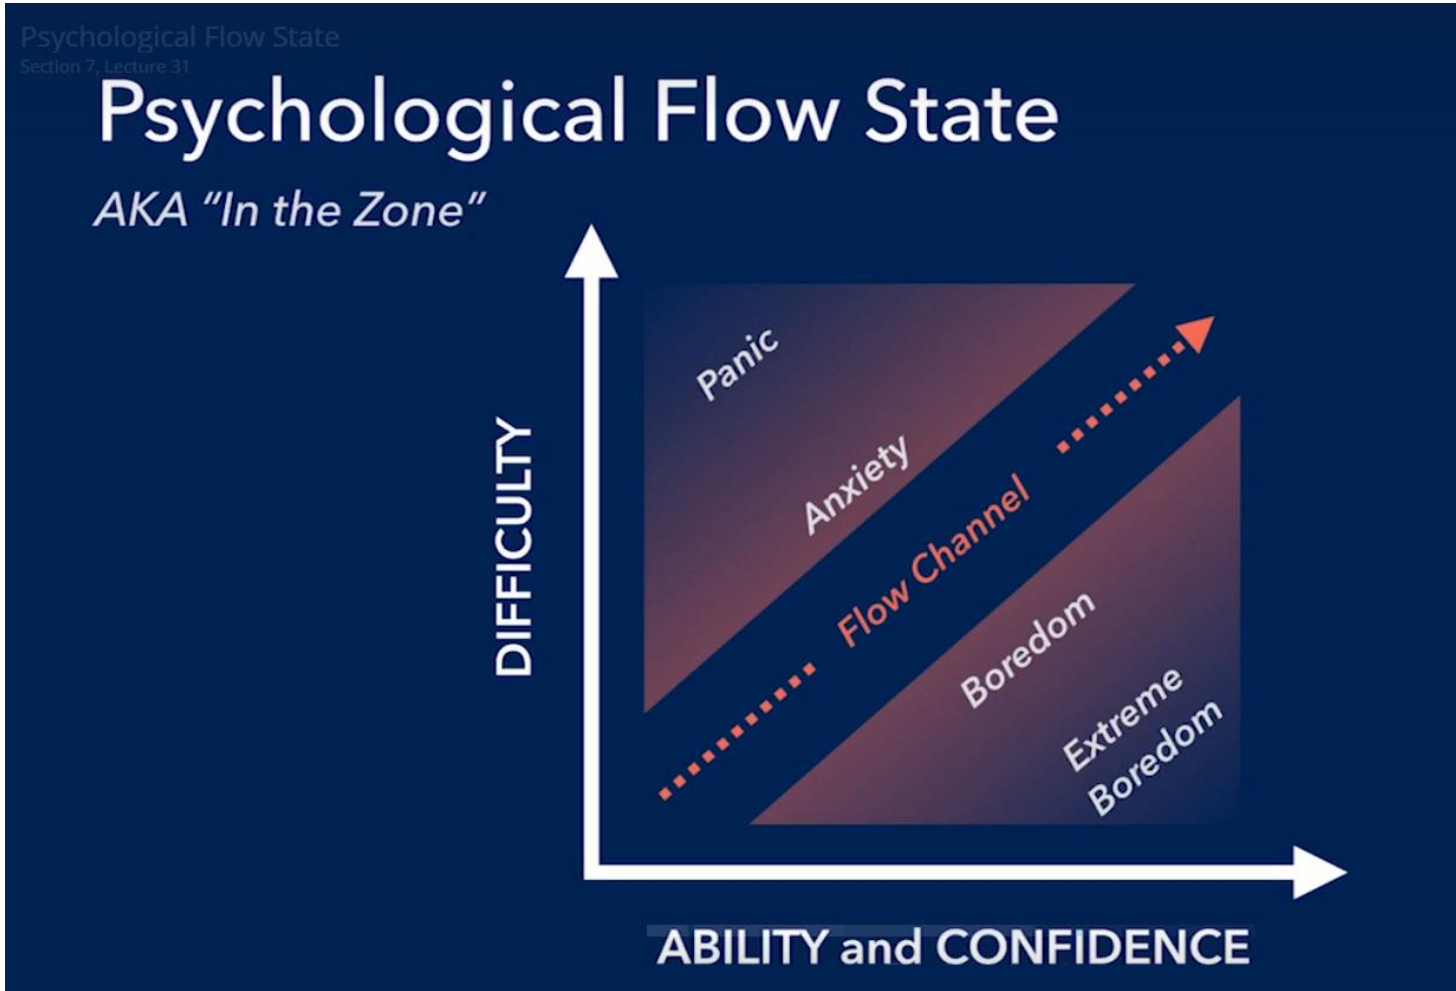 Psychological Flow State
Section 7, Lecture 31
Psychological Flow State
AKA "In the Zone"
Panic
Anxiety
DIFFICULTY
Flow Channel
Boredom
Extreme
Boredom
ABILITY and CONFIDENCE